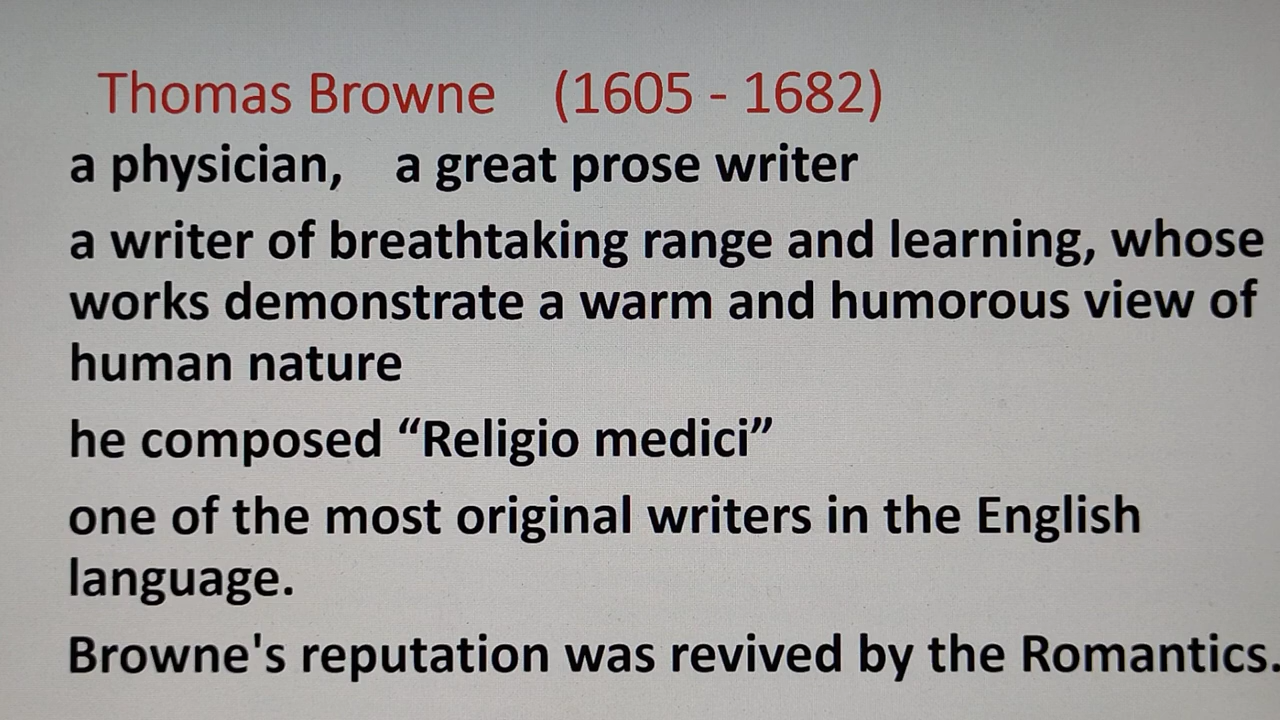 Thomas Browne (1605 - 1682)
a physician, a great prose writer
a writer of breathtaking range and learning, whose
works demonstrate a warm and humorous view of
human nature
he composed “Religio medici”
one of the most original writers in the English
language.
Browne's reputation was revived by the Romantics.